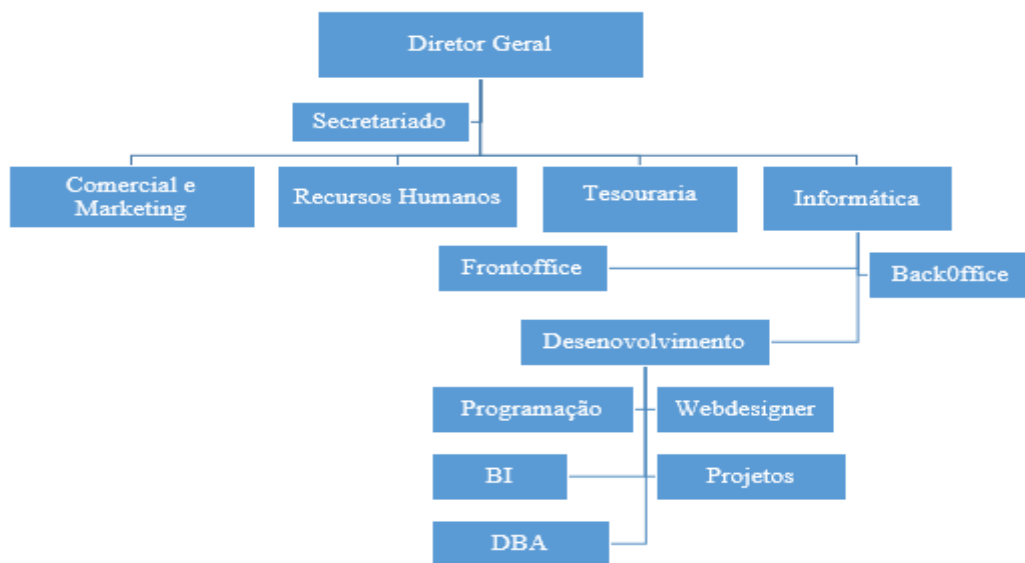 Diretor Geral
Secretariado
Comercial e
Marketing
Recursos Humanos
Tesouraria
Informática
Frontoffice
Back0ffice
Desenovolvimento
Programação
Webdesigner
BI
Projetos
DBA